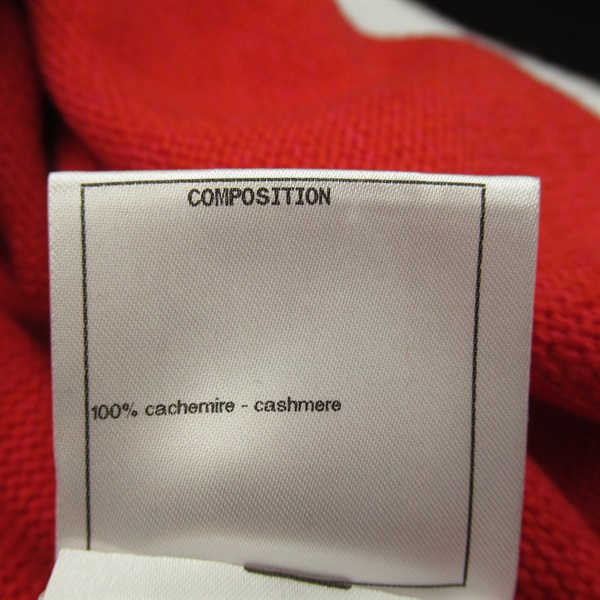 COMPOSITION
100% cachemire - cashmere